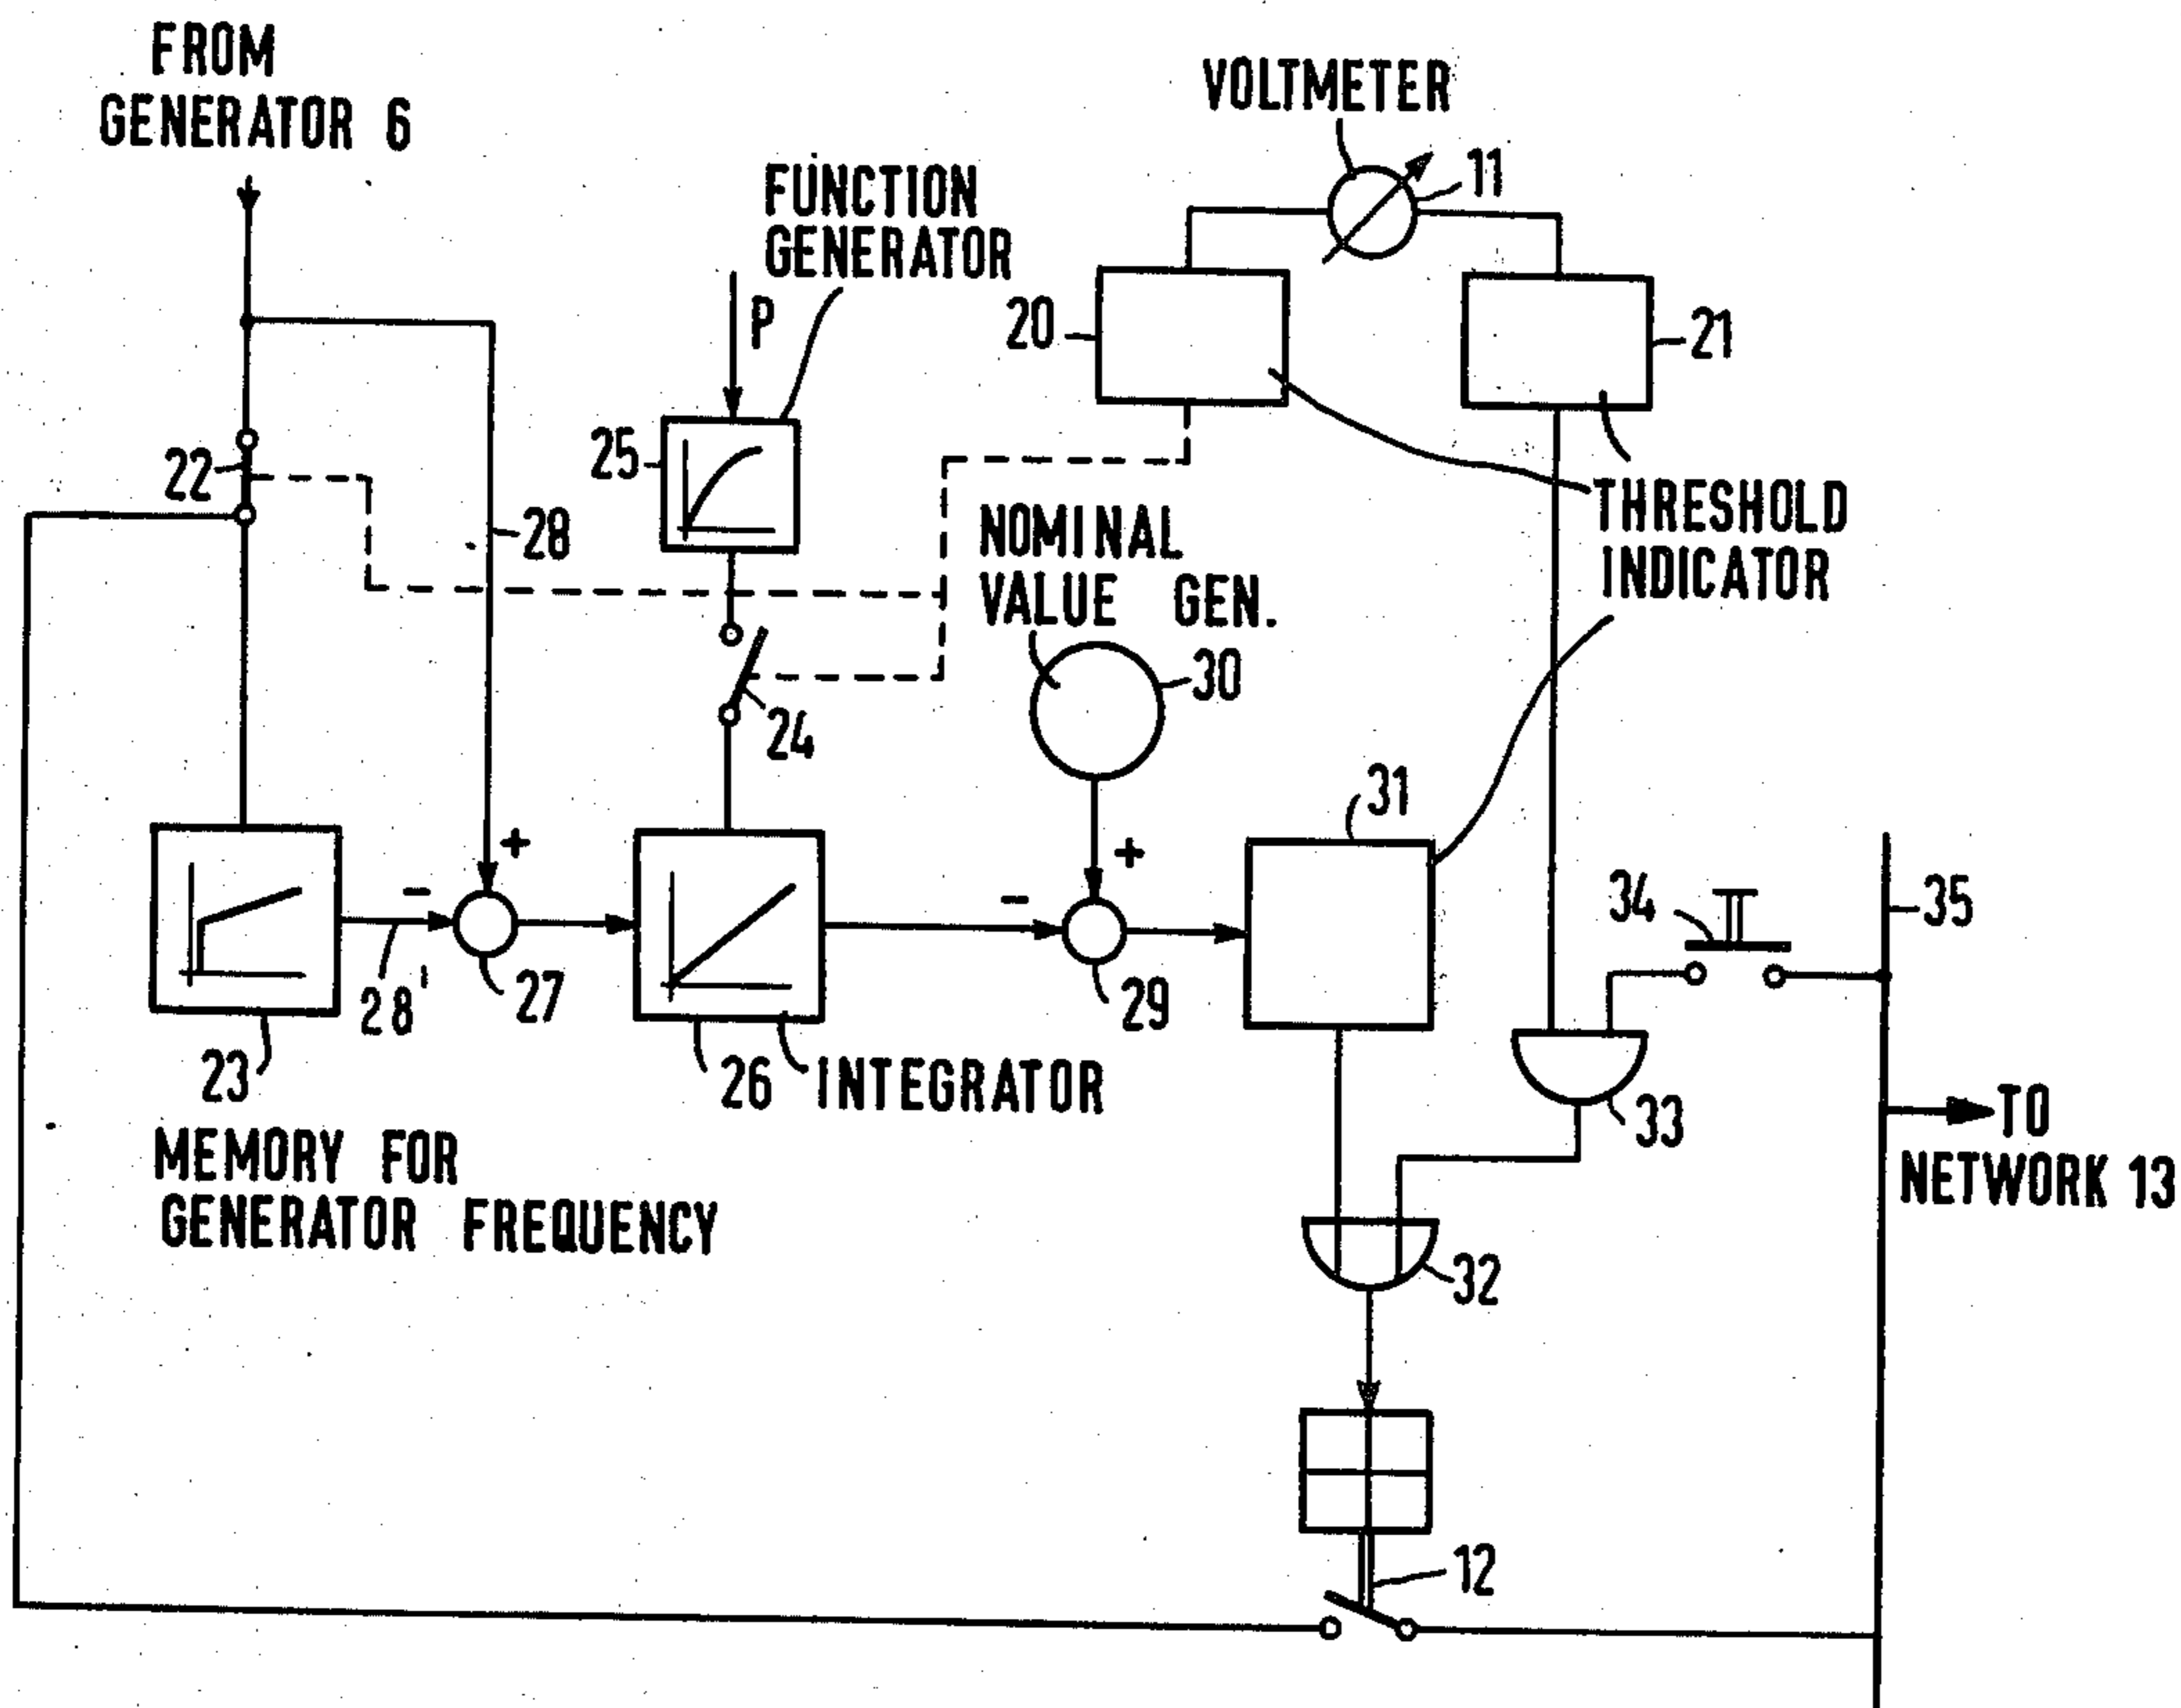 FROM
GENERATOR 6
VOLTMETER
11
FUNCTION
GENERATOR
P
20
21
25
22
28
NOMINAL
VALUE GEN.
THRESHOLD
INDICATOR
30
24
31
+
+
-
-
34
35
28'
27
29
23
26
INTEGRATOR
33
TO
NETWORK 13
MEMORY FOR
GENERATOR FREQUENCY
32
12